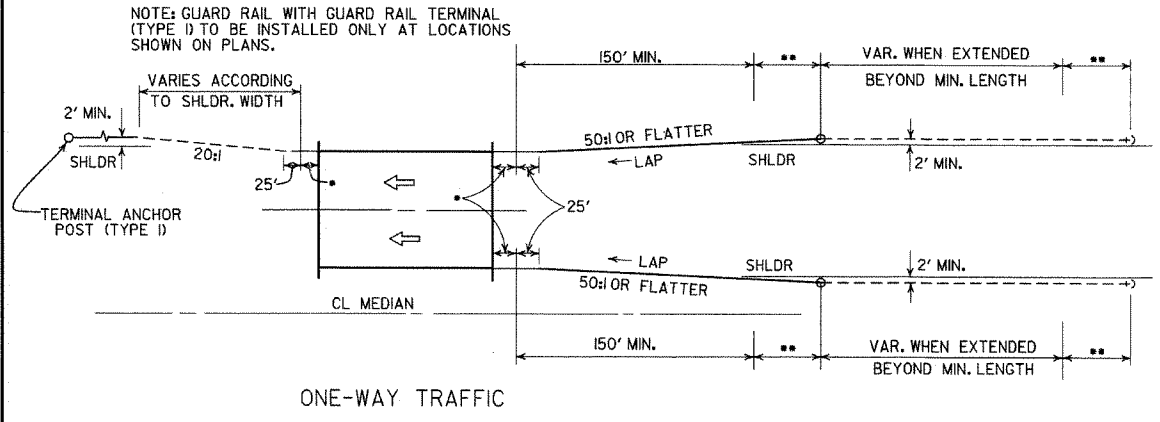 NOTE: GUARD RAIL WITH GUARD RAIL TERMINAL
(TYPE I) TO BE INSTALLED ONLY AT LOCATIONS
SHOWN ON PLANS.
150' MIN.
**
VAR. WHEN EXTENDED
BEYOND MIN. LENGTH
**
VARIES ACCORDING
TO SHLDR. WIDTH
2' MIN.
SHLDR
20:1
50:1 OR FLATTER
LAP
SHLDR
2' MIN.
25'
*
*
25'
TERMINAL ANCHOR
POST (TYPE I)
LAP
SHLDR
2' MIN.
50:1 OR FLATTER
CL MEDIAN
150' MIN.
**
VAR. WHEN EXTENDED
BEYOND MIN. LENGTH
**
ONE-WAY TRAFFIC